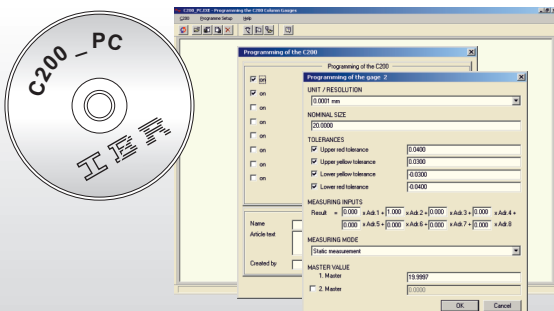 C200_PC
IBR
C200_PC.EXE - Programming the C200 Column Gauges
C200 Programme Setup Help
Programming of the C200
Programming of the C200
on
on
on
on
on
on
on
Name
Article text
Created by
Programming of the gage 2
UNIT / RESOLUTION
0.0001 mm
NOMINAL SIZE
20.0000
TOLERANCES
Upper red tolerance 0.0400
Upper yellow tolerance 0.0300
Lower yellow tolerance -0.0300
Lower red tolerance -0.0400
MEASURING INPUTS
Result = 0.000 x Adr.1 + 1.000 x Adr.2 + 0.000 x Adr.3 + 0.000 x Adr.4 +
0.000 x Adr.5 + 0.000 x Adr.6 + 0.000 x Adr.7 + 0.000 x Adr.8
MEASURING MODE
Static measurement
MASTER VALUE
1. Master 19.9997
2. Master 0.0000
OK Cancel